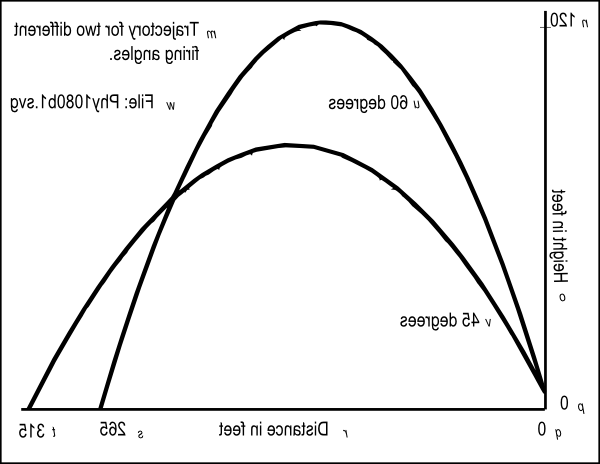 m Trajectory for two different
firing angles.
n 120
w File: Phy1080b1.svg
u 60 degrees
o Height in feet
v 45 degrees
p 0
q 0
r Distance in feet
s 265
t 315